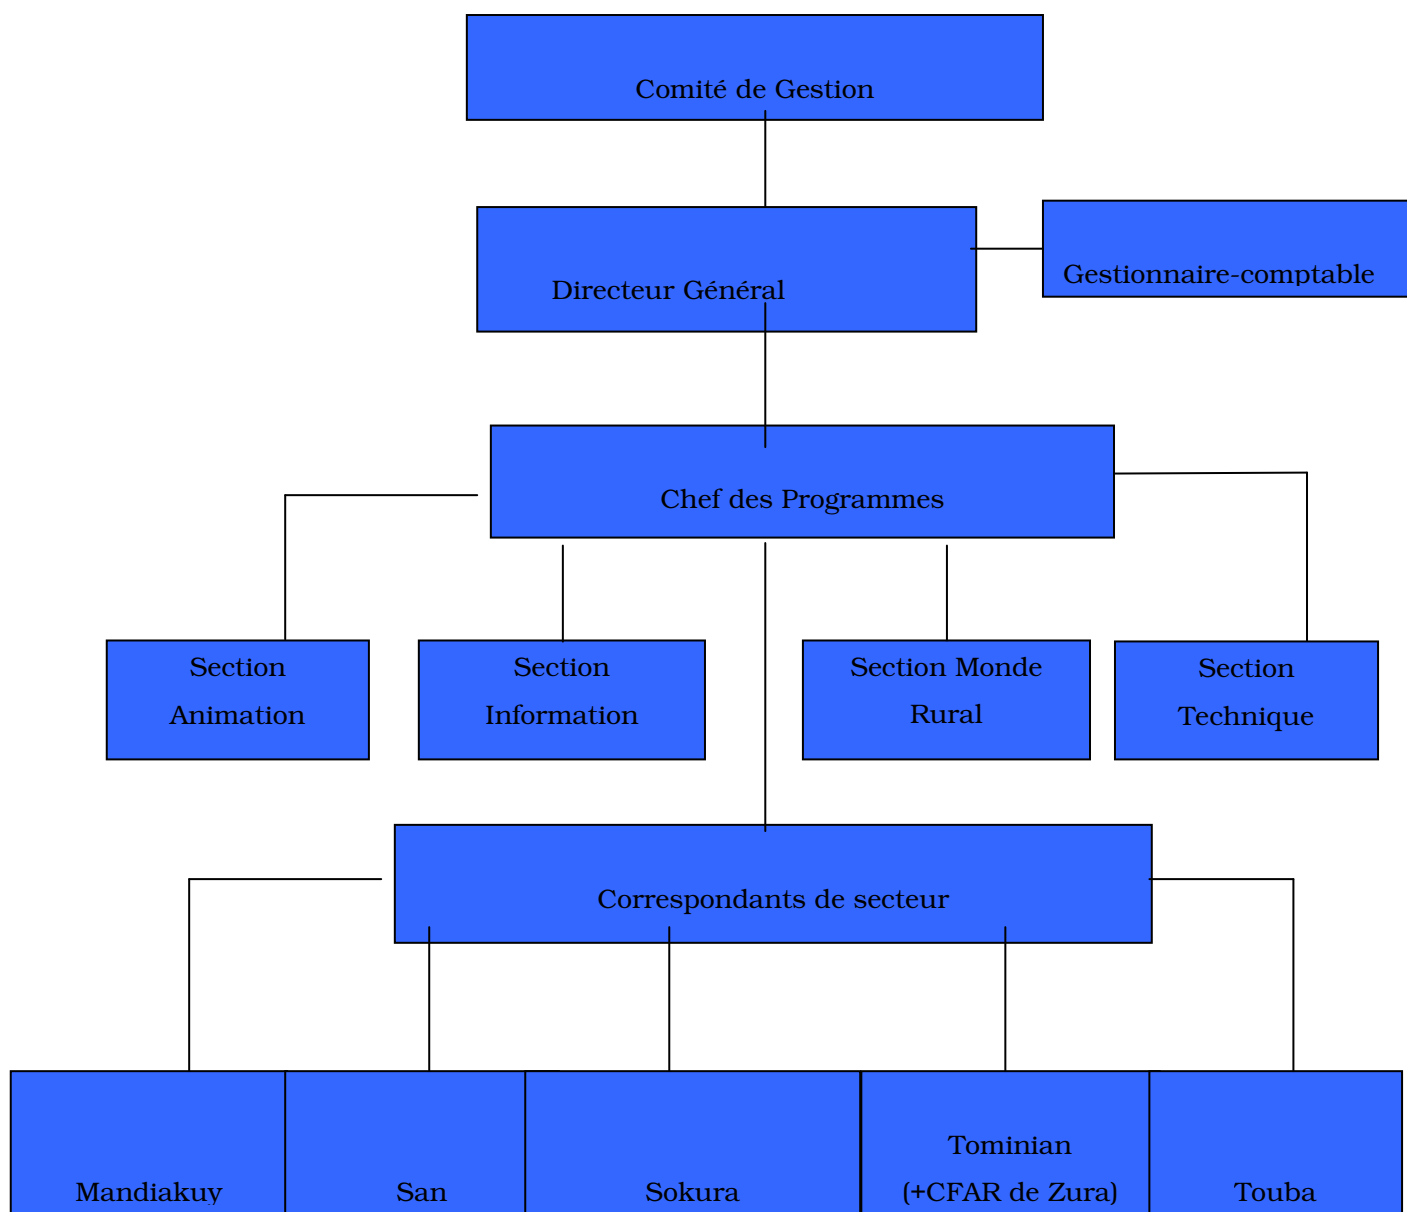 Comité de Gestion
Directeur Général
Gestionnaire-comptable
Chef des Programmes
Section
Animation
Section
Information
Section Monde
Rural
Section
Technique
Correspondants de secteur
Mandiakuy
San
Sokura
Tominian
(+CFAR de Zura)
Touba